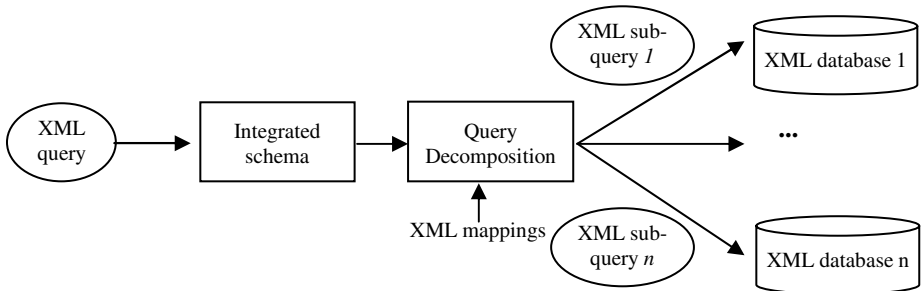 XML
query
Integrated
schema
Query
Decomposition
XML mappings
XML sub-
query 1
XML sub-
query n
XML database 1
...
XML database n